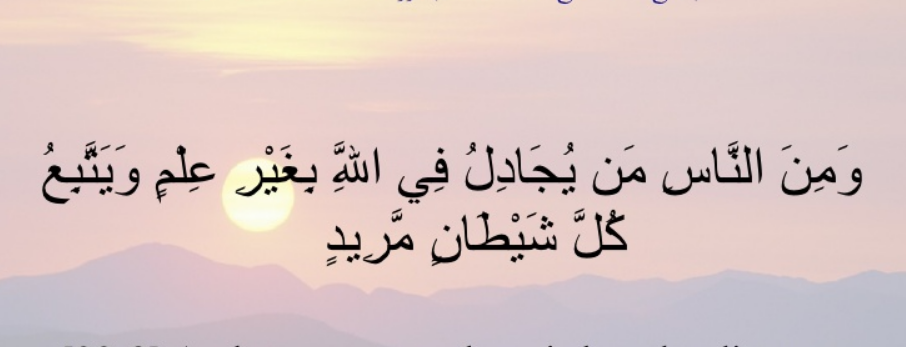 وَمِنَ النَّاسِ مَن يُجَادِلُ فِي اللَّهِ بِغَيْرِ عِلْمٍ وَيَتَّبِعُ
كُلَّ شَيْطَانٍ مَّرِيدٍ